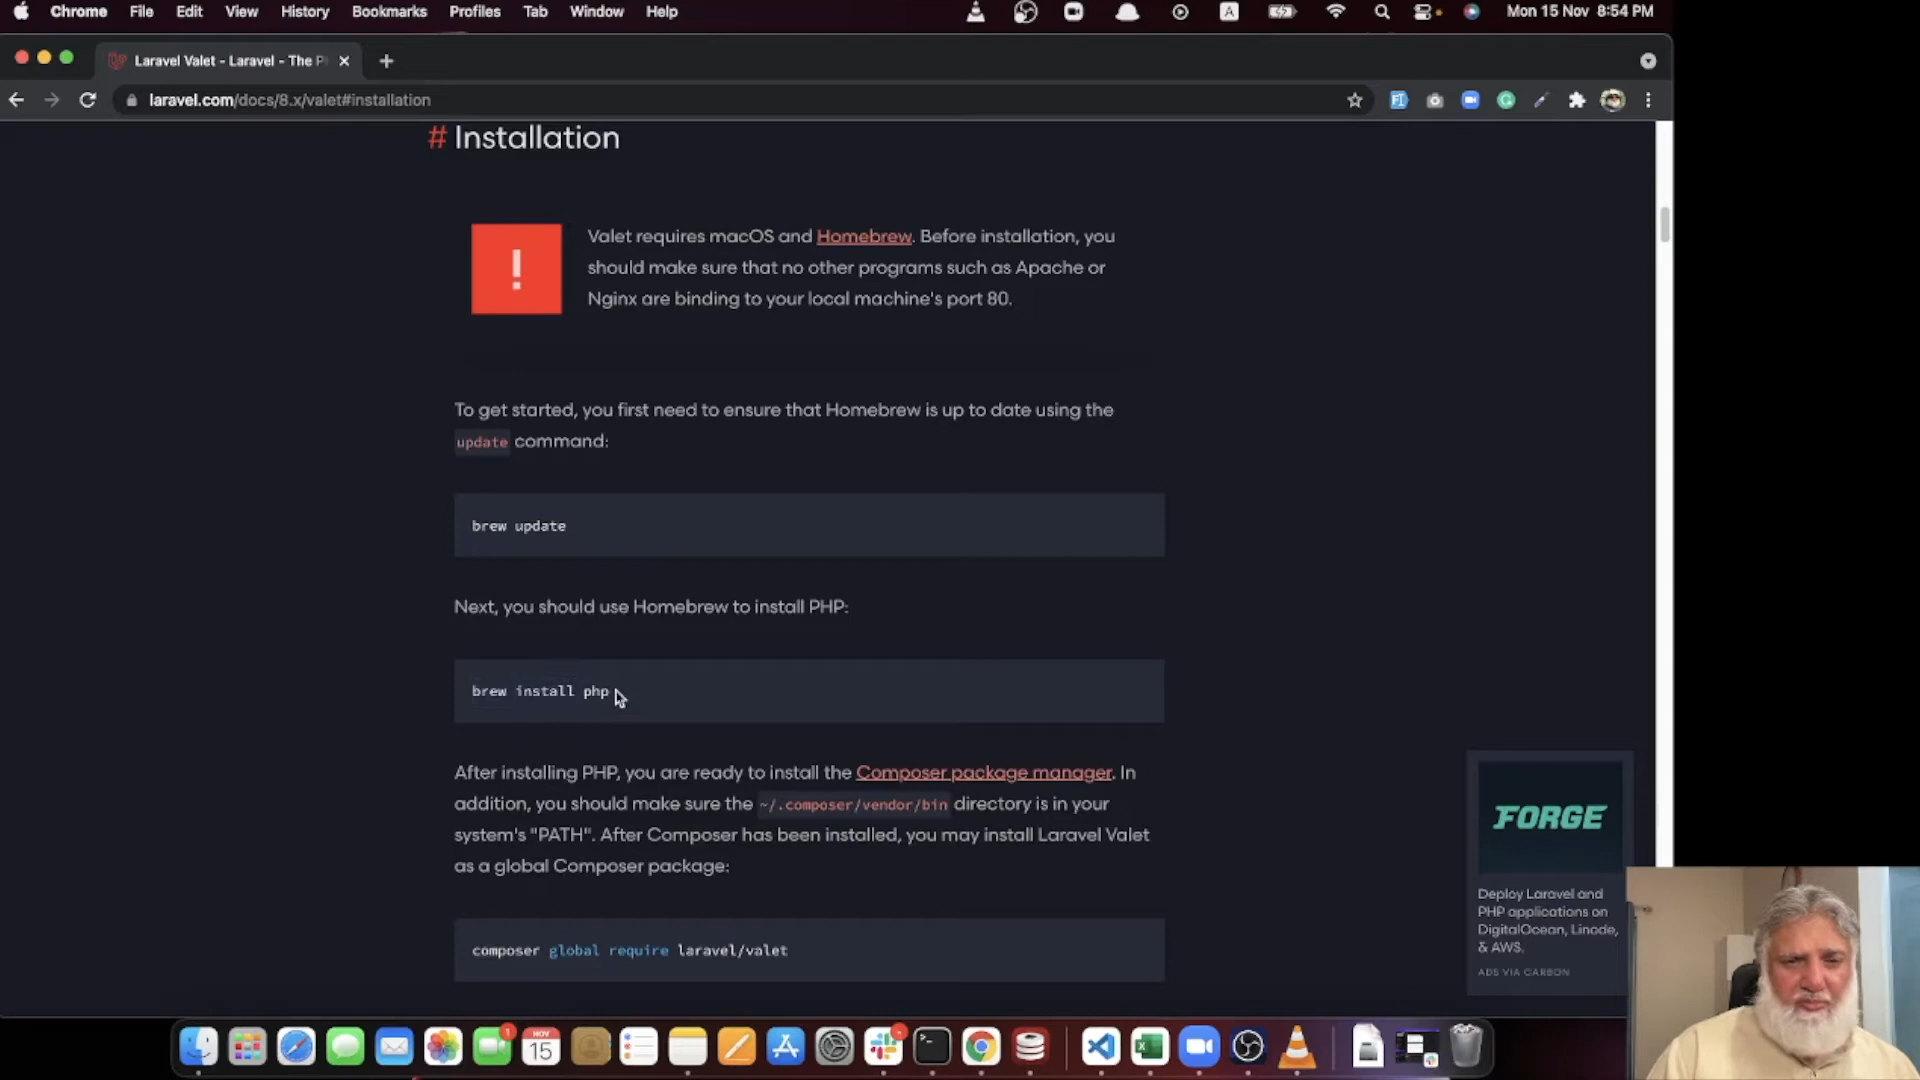 Chrome File Edit View History Bookmarks Profiles Tab Window Help A Mon 15 Nov 8:54 PM
Laravel Valet - Laravel - The P
laravel.com/docs/8.x/valet#installation
# Installation
! Valet requires macOS and Homebrew. Before installation, you
should make sure that no other programs such as Apache or
Nginx are binding to your local machine's port 80.
To get started, you first need to ensure that Homebrew is up to date using the
update command:
brew update
Next, you should use Homebrew to install PHP:
brew install php
After installing PHP, you are ready to install the Composer package manager. In
addition, you should make sure the ~/.composer/vendor/bin directory is in your
system's "PATH". After Composer has been installed, you may install Laravel Valet
as a global Composer package:
composer global require laravel/valet
FORGE
Deploy Laravel and
PHP applications on
DigitalOcean, Linode,
& AWS.
ADS VIA CARBON
1
NOV
15